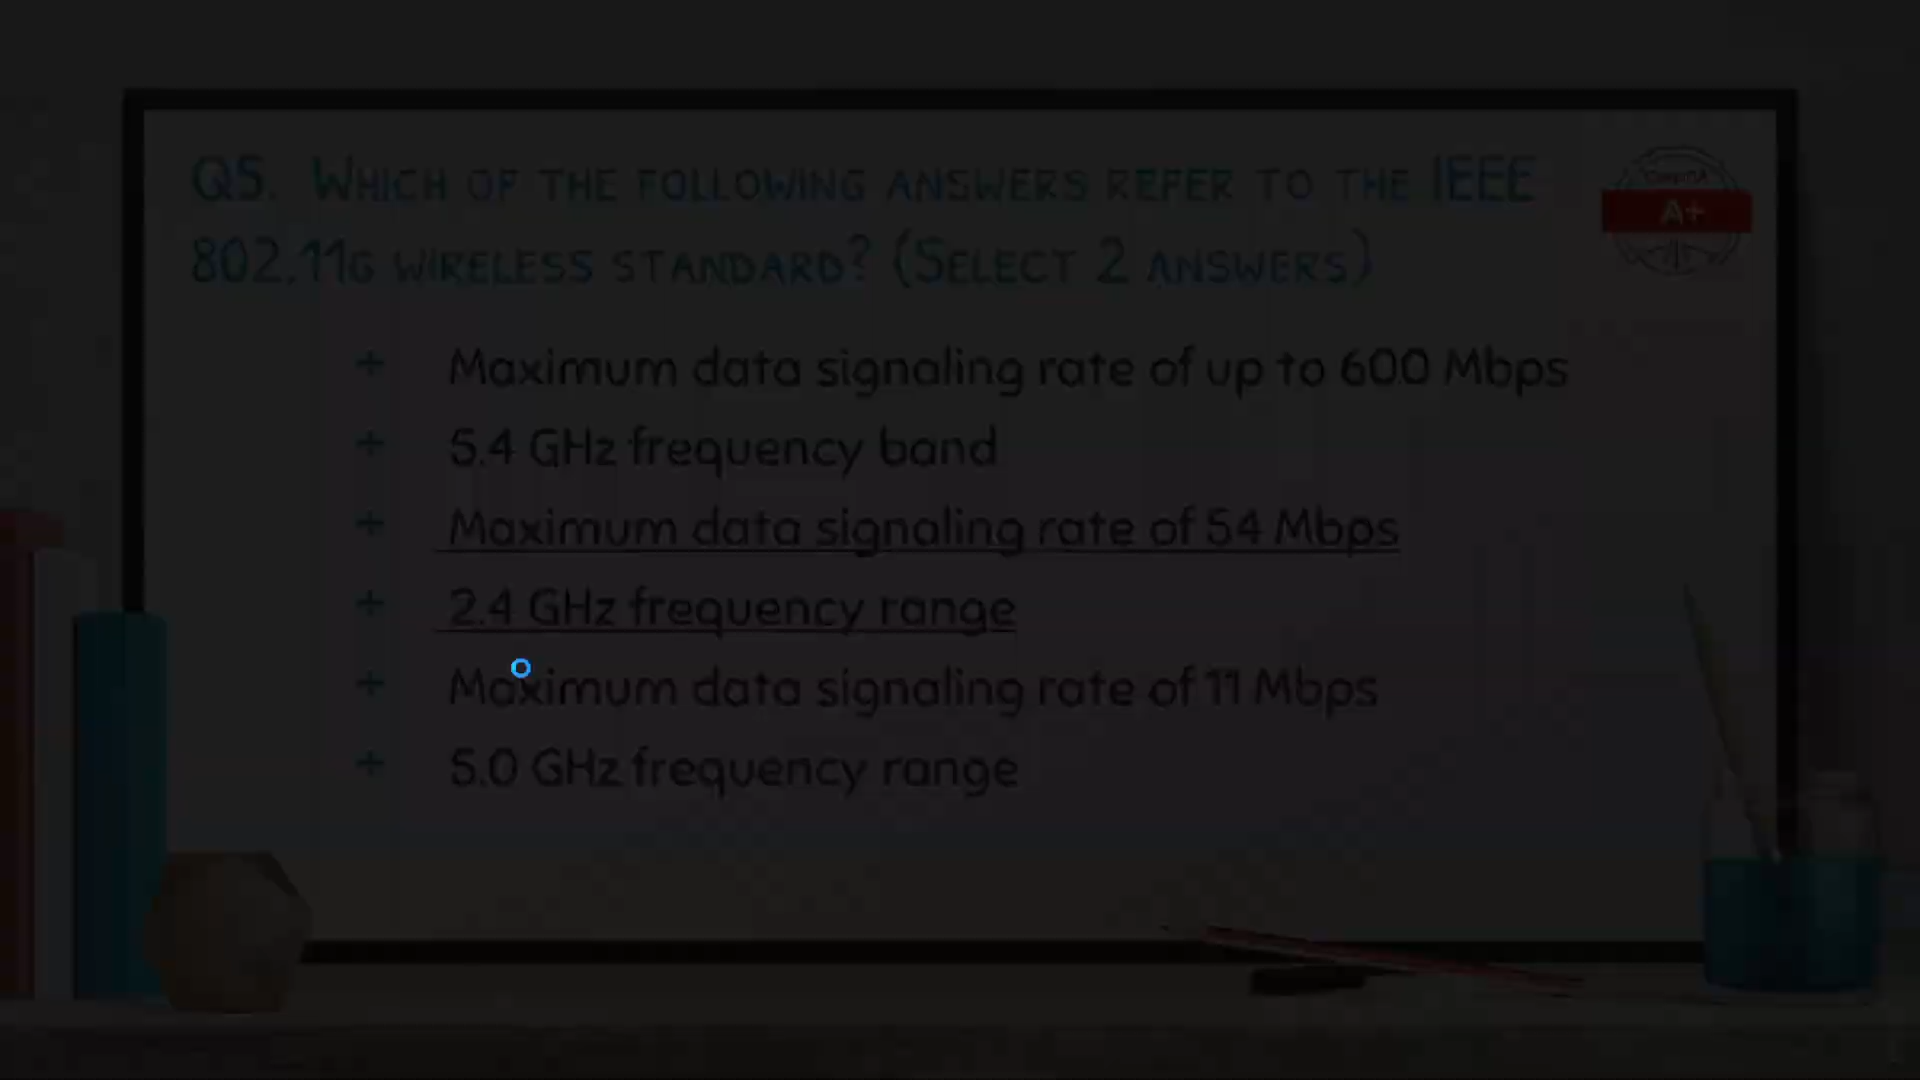 Q5. WHICH OF THE FOLLOWING ANSWERS REFER TO THE IEEE
802.11G WIRELESS STANDARD? (SELECT 2 ANSWERS)
CompTIA
A+
+ Maximum data signaling rate of up to 600 Mbps
+ 5.4 GHz frequency band
+ Maximum data signaling rate of 54 Mbps
+ 2.4 GHz frequency range
+ Maximum data signaling rate of 11 Mbps
+ 5.0 GHz frequency range